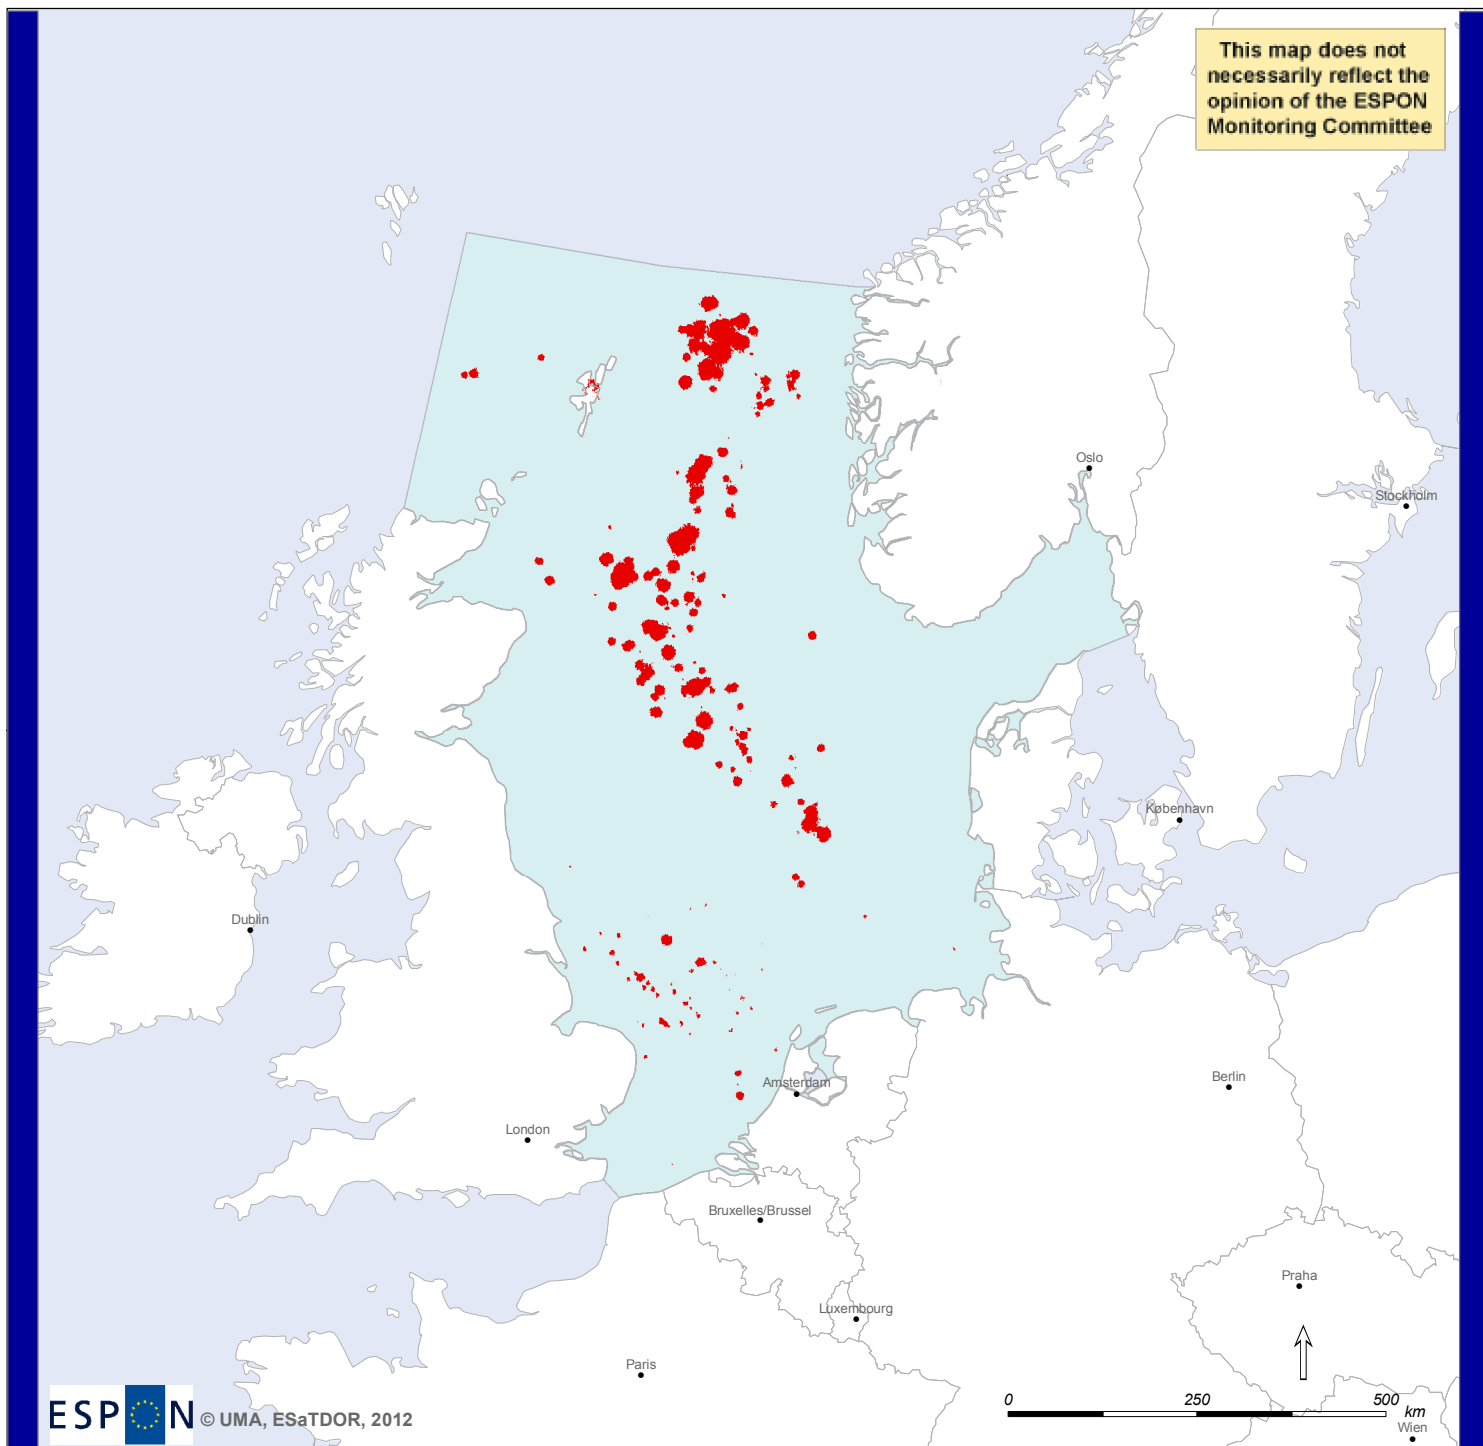 This map does not
necessarily reflect the
opinion of the ESPON
Monitoring Committee
Oslo
Stockholm
København
Dublin
Berlin
Amsterdam
London
Bruxelles/Brussel
Praha
Luxembourg
Paris
0 250 500
km
ESPON © UMA, ESaTDOR, 2012
Wien